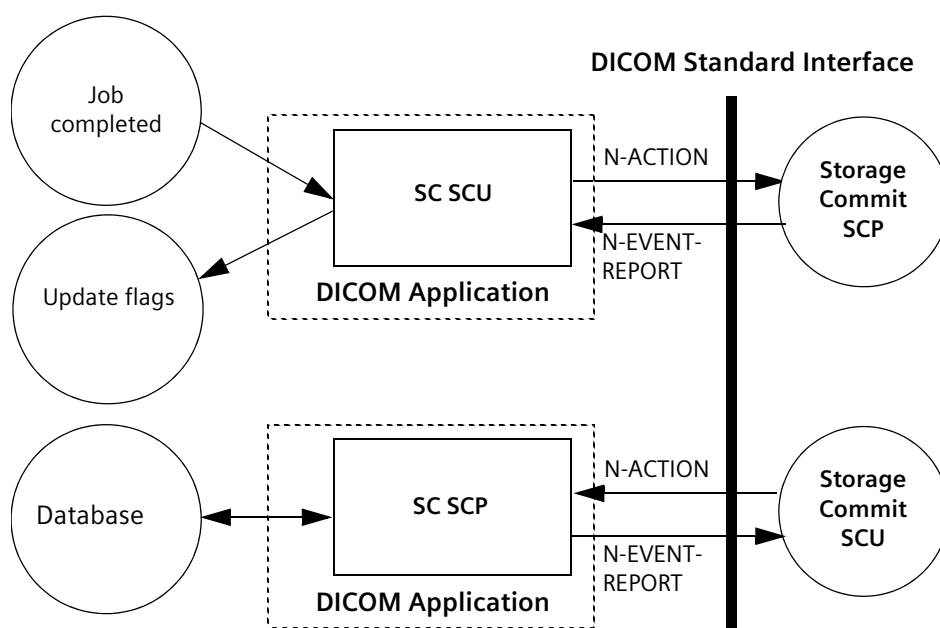 DICOM Standard Interface
Job
completed
SC SCU
N-ACTION
N-EVENT-
REPORT
Storage
Commit
SCP
Update flags
DICOM Application
Database
SC SCP
N-ACTION
N-EVENT-
REPORT
Storage
Commit
SCU
DICOM Application